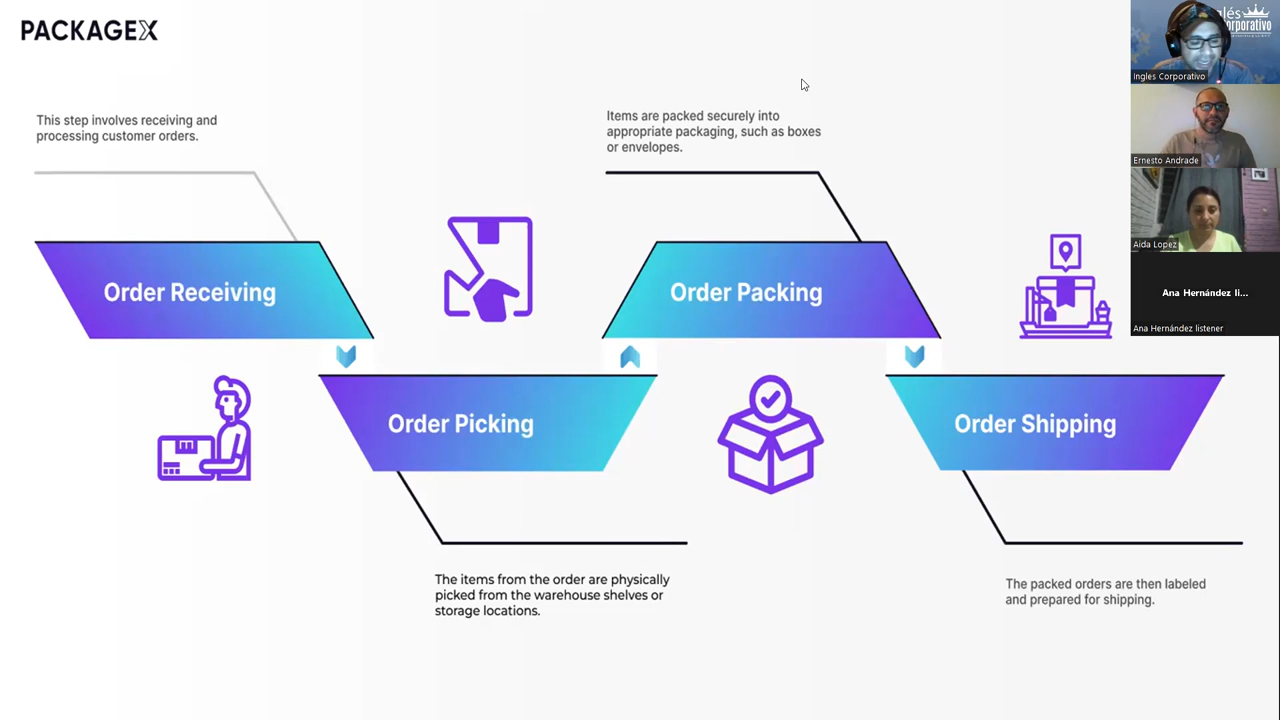 PACKAGEX
This step involves receiving and
processing customer orders.
Order Receiving
Order Picking
The items from the order are physically
picked from the warehouse shelves or
storage locations.
Items are packed securely into
appropriate packaging, such as boxes
or envelopes.
Order Packing
Order Shipping
The packed orders are then labeled
and prepared for shipping.
Ingles Corporativo
Ernesto Andrade
Aida Lopez
Ana Hernández li...
Ana Hernández listener